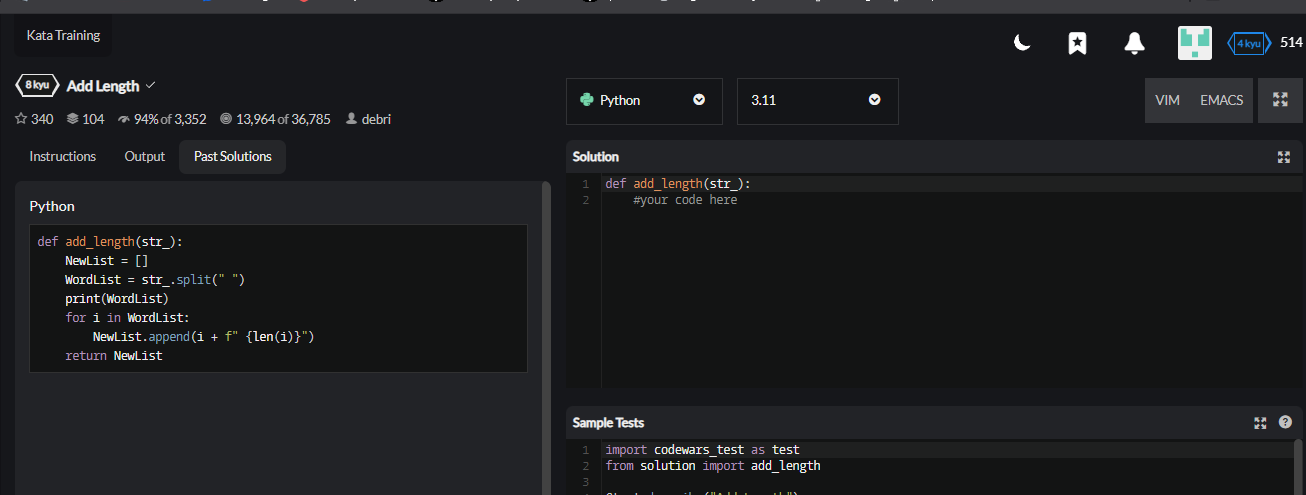 Kata Training
4 kyu 514
8 kyu Add Length
340 104 94% of 3,352 13,964 of 36,785 debri
Python 3.11 VIM EMACS
Instructions Output Past Solutions
Python
def add_length(str_):
    NewList = []
    WordList = str_.split(" ")
    print(WordList)
    for i in WordList:
        NewList.append(i + f" {len(i)}")
    return NewList
Solution
1 def add_length(str_):
2     #your code here
Sample Tests
1 import codewars_test as test
2 from solution import add_length
3